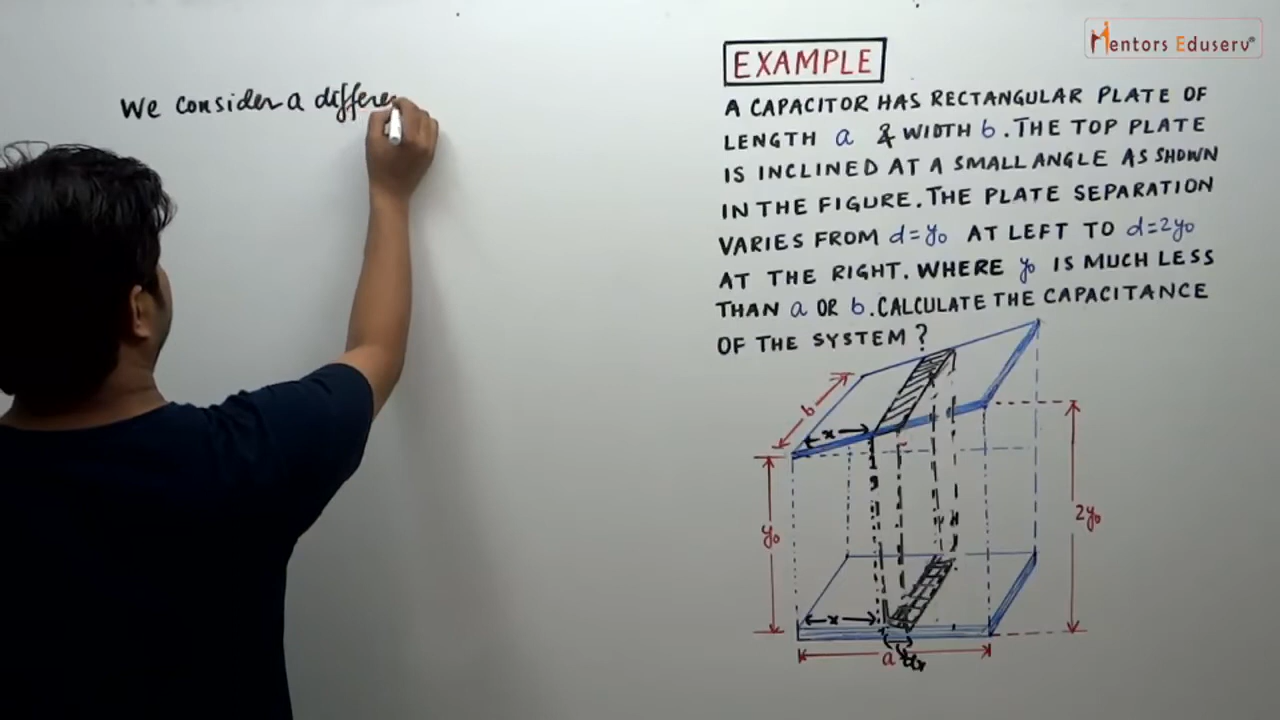 Mentors Eduserv®
We consider a differe
EXAMPLE
A CAPACITOR HAS RECTANGULAR PLATE OF
LENGTH a & WIDTH b. THE TOP PLATE
IS INCLINED AT A SMALL ANGLE AS SHOWN
IN THE FIGURE. THE PLATE SEPARATION
VARIES FROM d=y₀ AT LEFT TO d=2y₀
AT THE RIGHT. WHERE y₀ IS MUCH LESS
THAN a OR b. CALCULATE THE CAPACITANCE
OF THE SYSTEM?
b
x
y₀
2y₀
x
a
dx